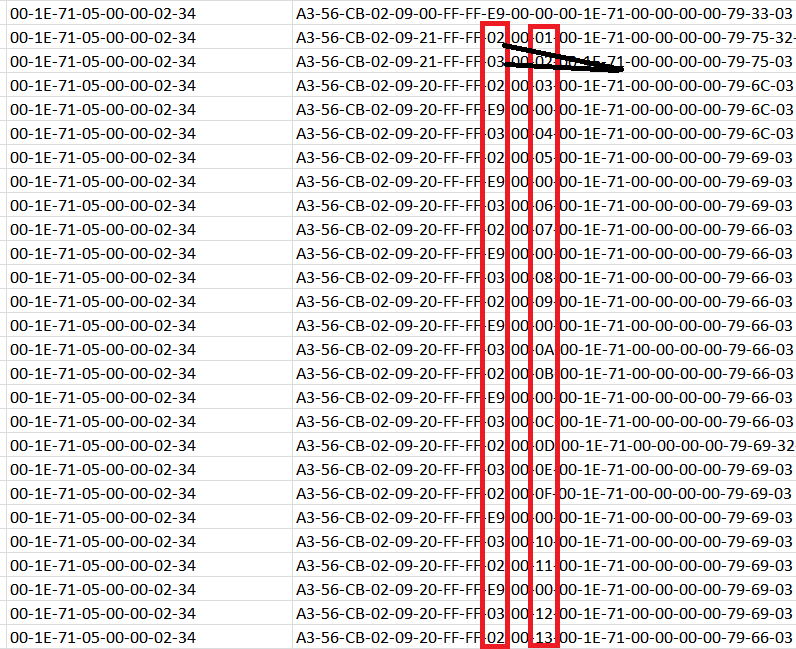 00-1E-71-05-00-00-02-34 A3-56-CB-02-09-00-FF-FF-E9-00-00-00-1E-71-00-00-00-00-79-33-03
00-1E-71-05-00-00-02-34 A3-56-CB-02-09-21-FF-FF-02-00-01-00-1E-71-00-00-00-00-79-75-32-
00-1E-71-05-00-00-02-34 A3-56-CB-02-09-21-FF-FF-03-00-02-00-1E-71-00-00-00-00-79-75-03
00-1E-71-05-00-00-02-34 A3-56-CB-02-09-20-FF-FF-02-00-03-00-1E-71-00-00-00-00-79-6C-03
00-1E-71-05-00-00-02-34 A3-56-CB-02-09-20-FF-FF-E9-00-00-00-1E-71-00-00-00-00-79-6C-03
00-1E-71-05-00-00-02-34 A3-56-CB-02-09-20-FF-FF-03-00-04-00-1E-71-00-00-00-00-79-6C-03
00-1E-71-05-00-00-02-34 A3-56-CB-02-09-20-FF-FF-02-00-05-00-1E-71-00-00-00-00-79-69-03
00-1E-71-05-00-00-02-34 A3-56-CB-02-09-20-FF-FF-E9-00-00-00-1E-71-00-00-00-00-79-69-03
00-1E-71-05-00-00-02-34 A3-56-CB-02-09-20-FF-FF-03-00-06-00-1E-71-00-00-00-00-79-69-03
00-1E-71-05-00-00-02-34 A3-56-CB-02-09-20-FF-FF-02-00-07-00-1E-71-00-00-00-00-79-66-03
00-1E-71-05-00-00-02-34 A3-56-CB-02-09-20-FF-FF-E9-00-00-00-1E-71-00-00-00-00-79-66-03
00-1E-71-05-00-00-02-34 A3-56-CB-02-09-20-FF-FF-03-00-08-00-1E-71-00-00-00-00-79-66-03
00-1E-71-05-00-00-02-34 A3-56-CB-02-09-20-FF-FF-02-00-09-00-1E-71-00-00-00-00-79-66-03
00-1E-71-05-00-00-02-34 A3-56-CB-02-09-20-FF-FF-E9-00-00-00-1E-71-00-00-00-00-79-66-03
00-1E-71-05-00-00-02-34 A3-56-CB-02-09-20-FF-FF-03-00-0A-00-1E-71-00-00-00-00-79-66-03
00-1E-71-05-00-00-02-34 A3-56-CB-02-09-20-FF-FF-02-00-0B-00-1E-71-00-00-00-00-79-66-03
00-1E-71-05-00-00-02-34 A3-56-CB-02-09-20-FF-FF-E9-00-00-00-1E-71-00-00-00-00-79-66-03
00-1E-71-05-00-00-02-34 A3-56-CB-02-09-20-FF-FF-03-00-0C-00-1E-71-00-00-00-00-79-66-03
00-1E-71-05-00-00-02-34 A3-56-CB-02-09-20-FF-FF-02-00-0D-00-1E-71-00-00-00-00-79-69-32
00-1E-71-05-00-00-02-34 A3-56-CB-02-09-20-FF-FF-03-00-0E-00-1E-71-00-00-00-00-79-69-03
00-1E-71-05-00-00-02-34 A3-56-CB-02-09-20-FF-FF-02-00-0F-00-1E-71-00-00-00-00-79-69-03
00-1E-71-05-00-00-02-34 A3-56-CB-02-09-20-FF-FF-E9-00-00-00-1E-71-00-00-00-00-79-69-03
00-1E-71-05-00-00-02-34 A3-56-CB-02-09-20-FF-FF-03-00-10-00-1E-71-00-00-00-00-79-69-03
00-1E-71-05-00-00-02-34 A3-56-CB-02-09-20-FF-FF-02-00-11-00-1E-71-00-00-00-00-79-69-03
00-1E-71-05-00-00-02-34 A3-56-CB-02-09-20-FF-FF-E9-00-00-00-1E-71-00-00-00-00-79-69-03
00-1E-71-05-00-00-02-34 A3-56-CB-02-09-20-FF-FF-03-00-12-00-1E-71-00-00-00-00-79-69-03
00-1E-71-05-00-00-02-34 A3-56-CB-02-09-20-FF-FF-02-00-13-00-1E-71-00-00-00-00-79-66-03